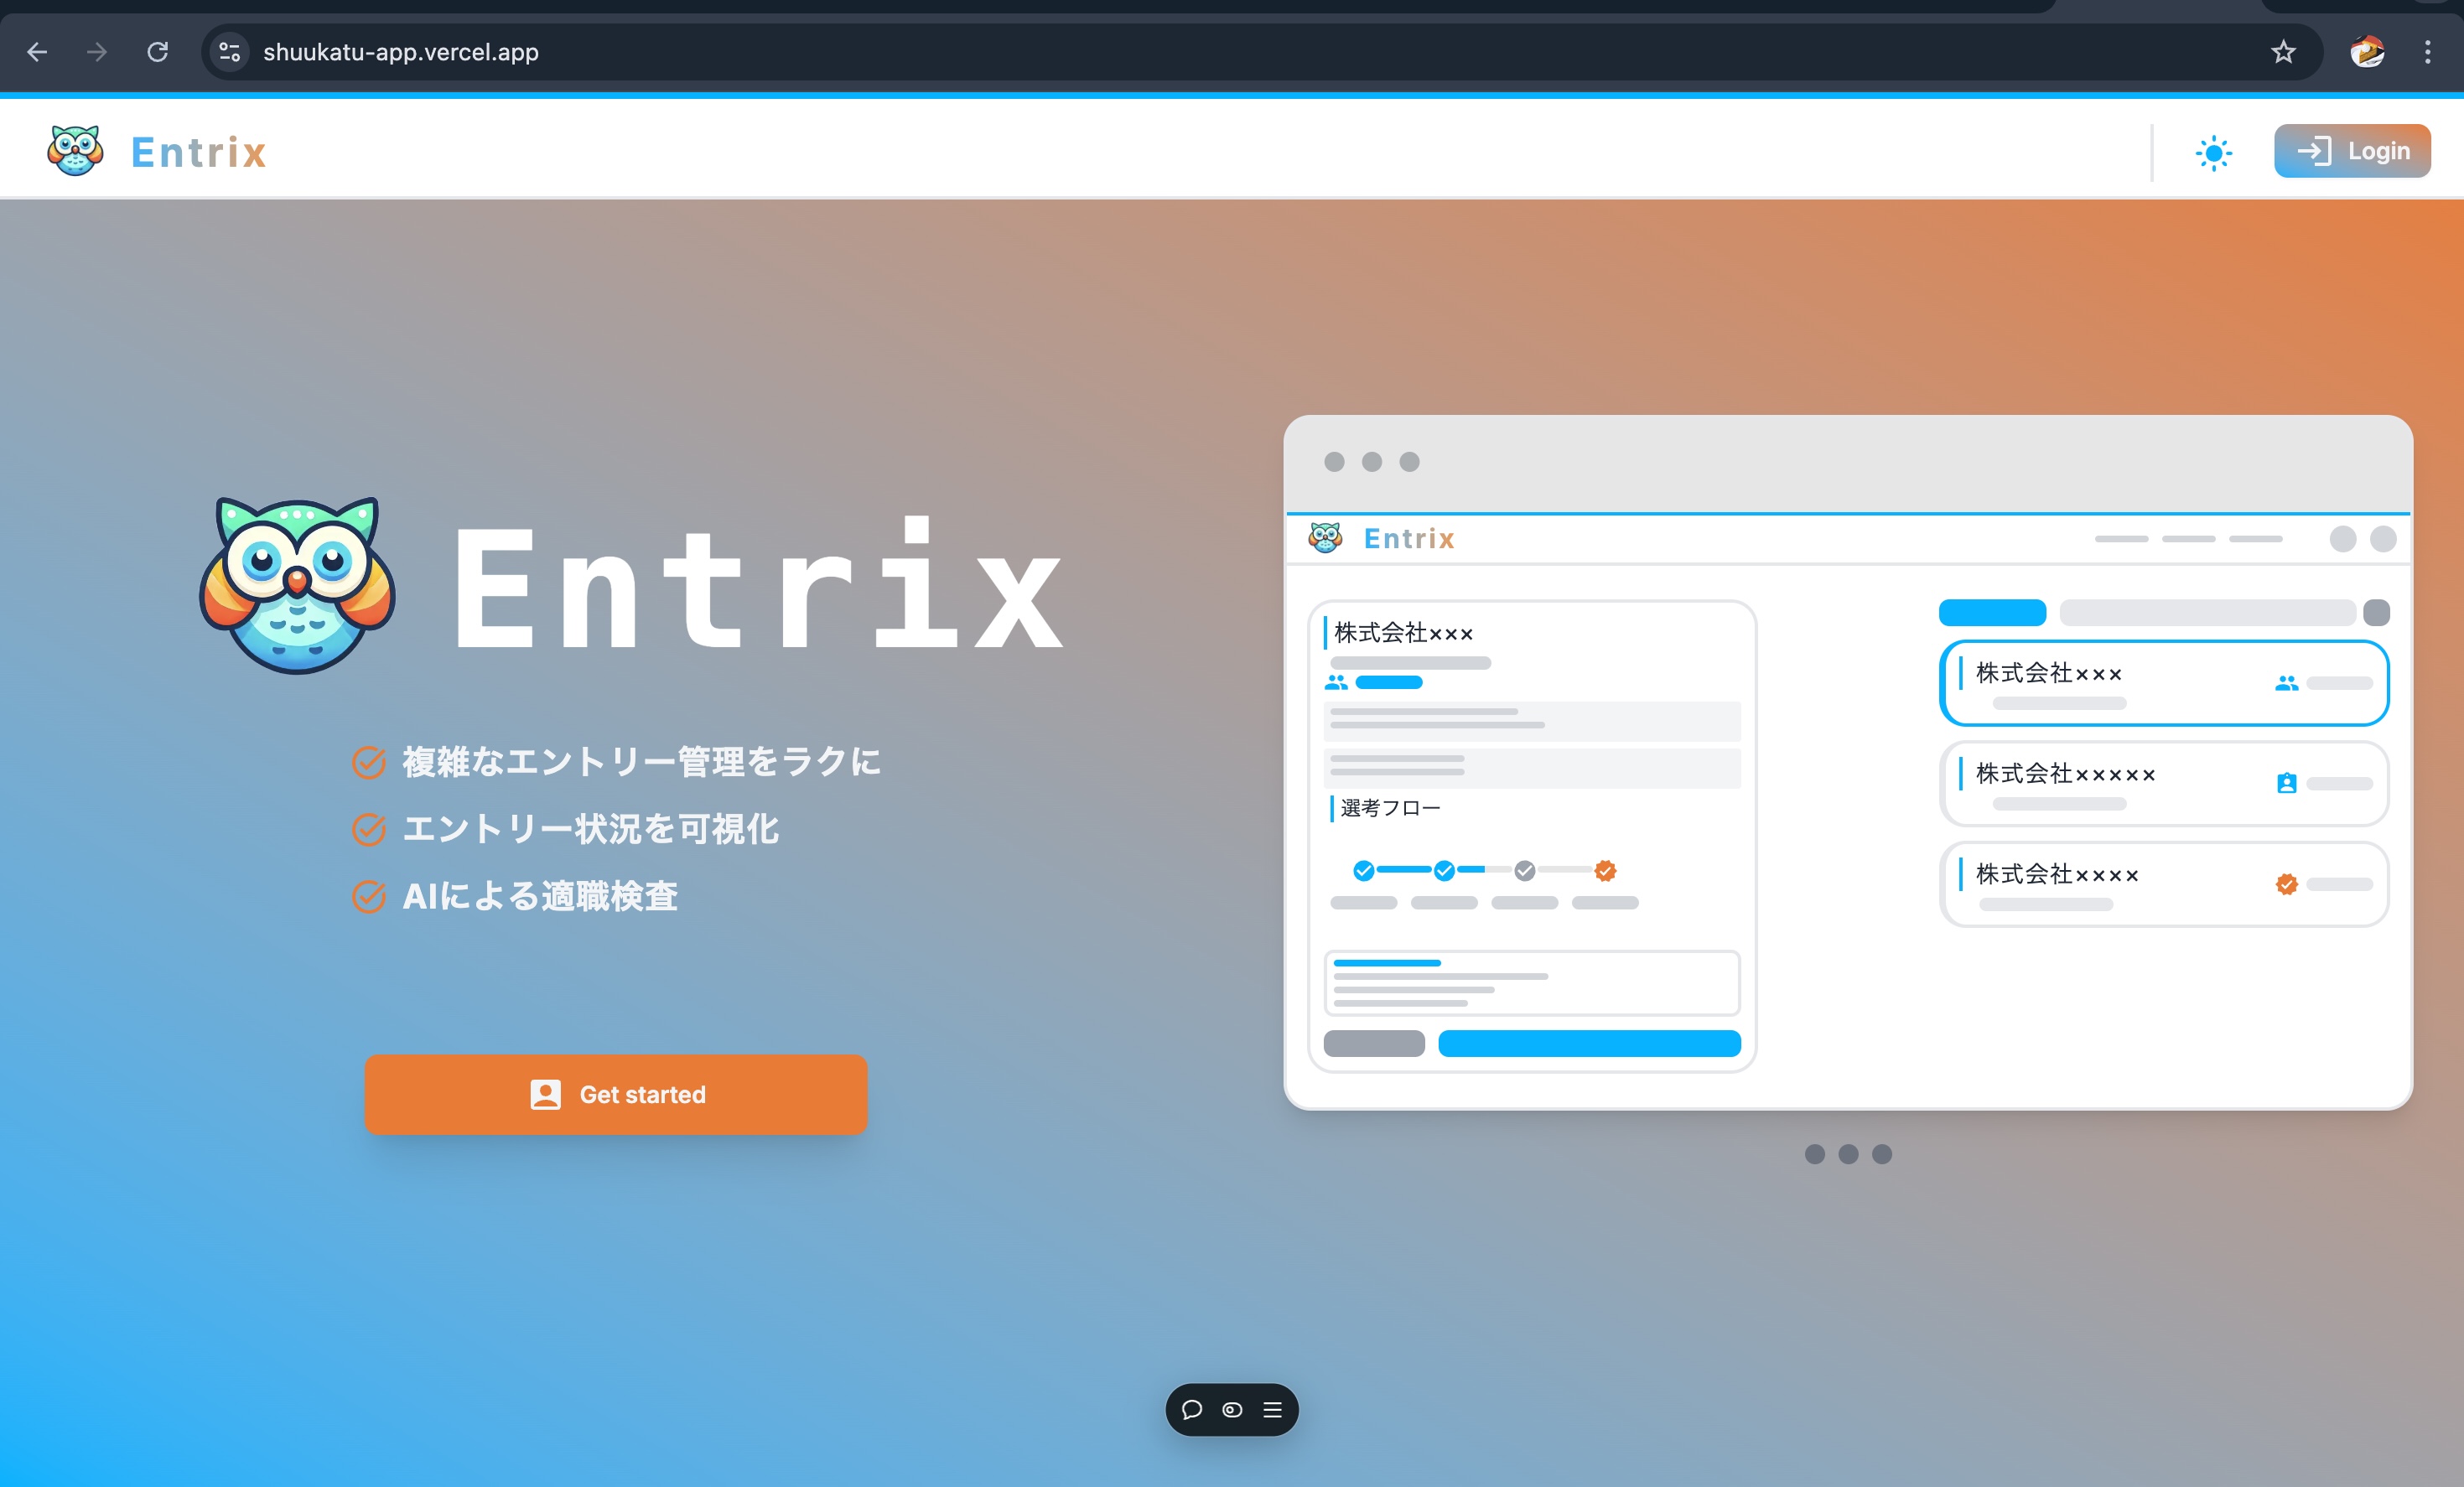 shuukatu-app.vercel.app
Entrix
Login
Entrix
複雑なエントリー管理をラクに
エントリー状況を可視化
AIによる適職検査
Get started
Entrix
株式会社×××
選考フロー
株式会社×××
株式会社×××××
株式会社××××